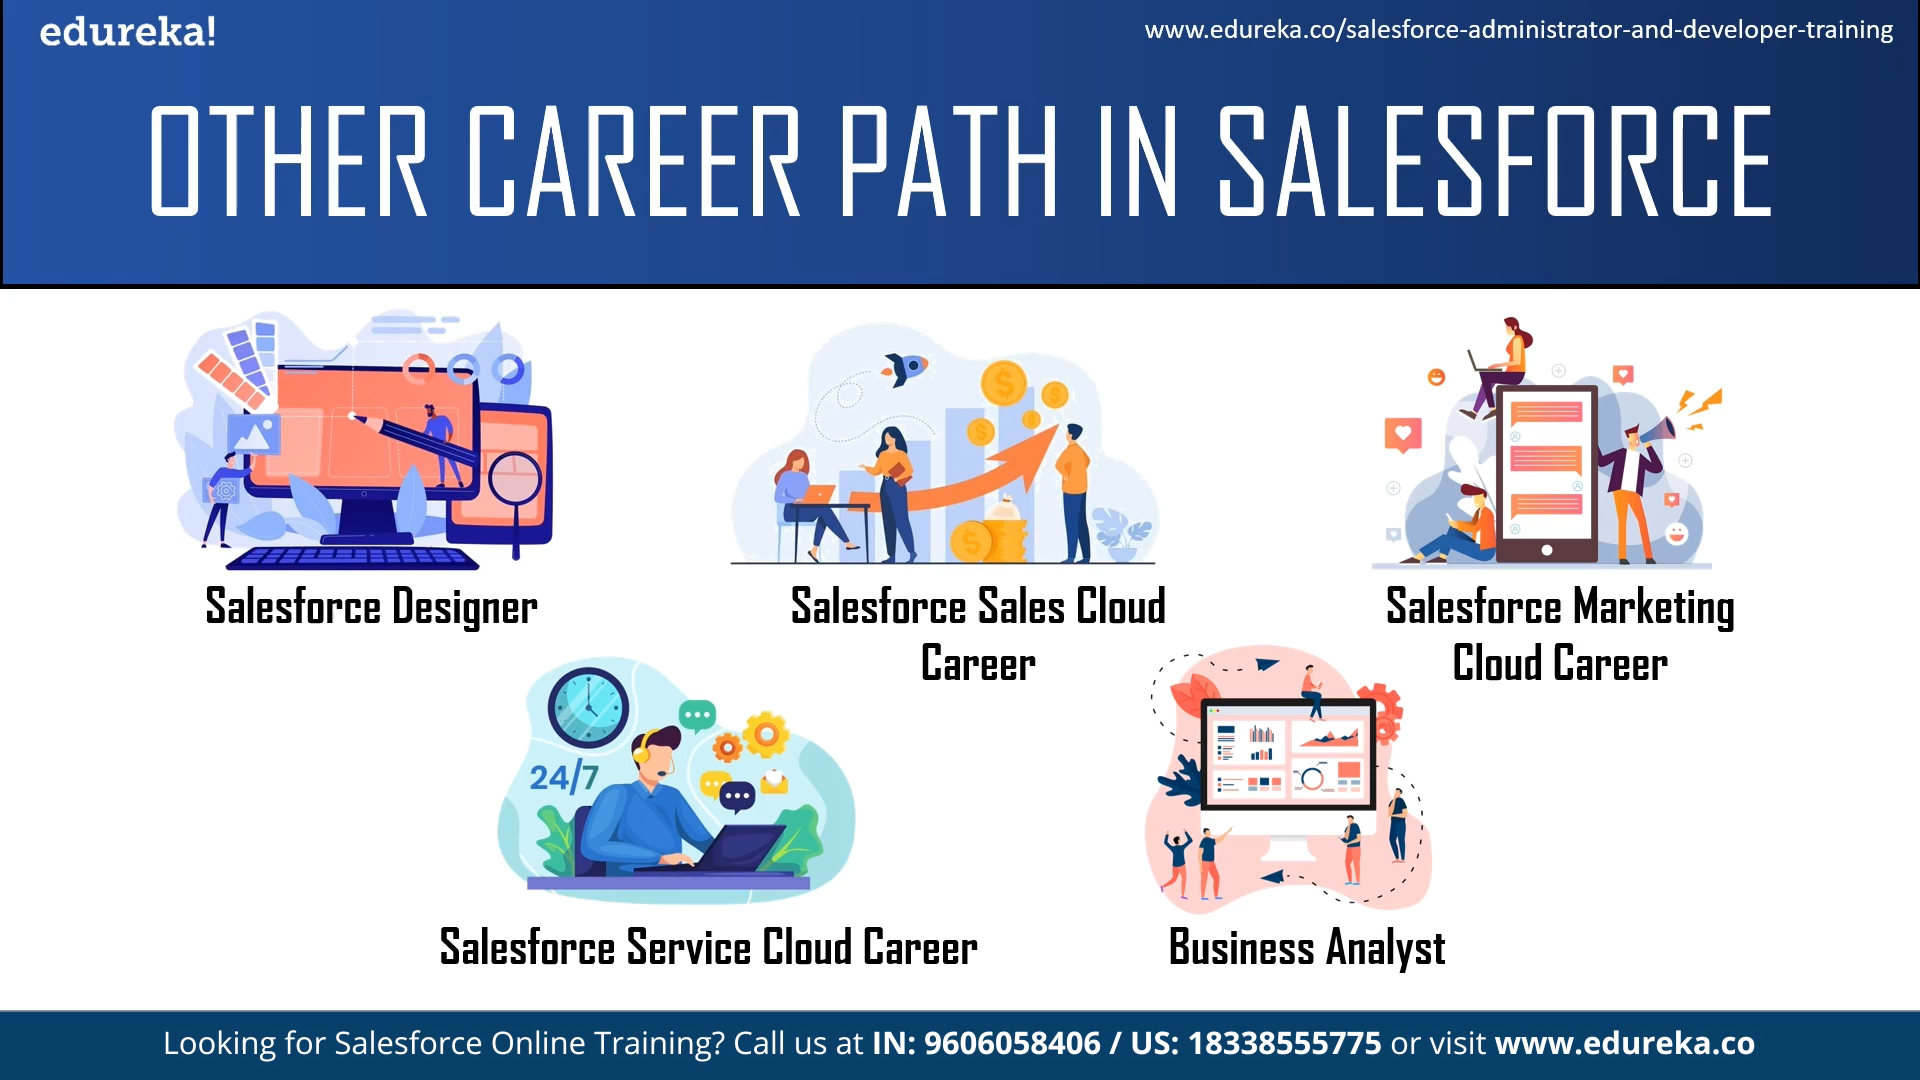 edureka!
www.edureka.co/salesforce-administrator-and-developer-training
OTHER CAREER PATH IN SALESFORCE
Salesforce Designer
Salesforce Sales Cloud
Career
Salesforce Marketing
Cloud Career
24/7
Salesforce Service Cloud Career
Business Analyst
Looking for Salesforce Online Training? Call us at IN: 9606058406 / US: 18338555775 or visit www.edureka.co